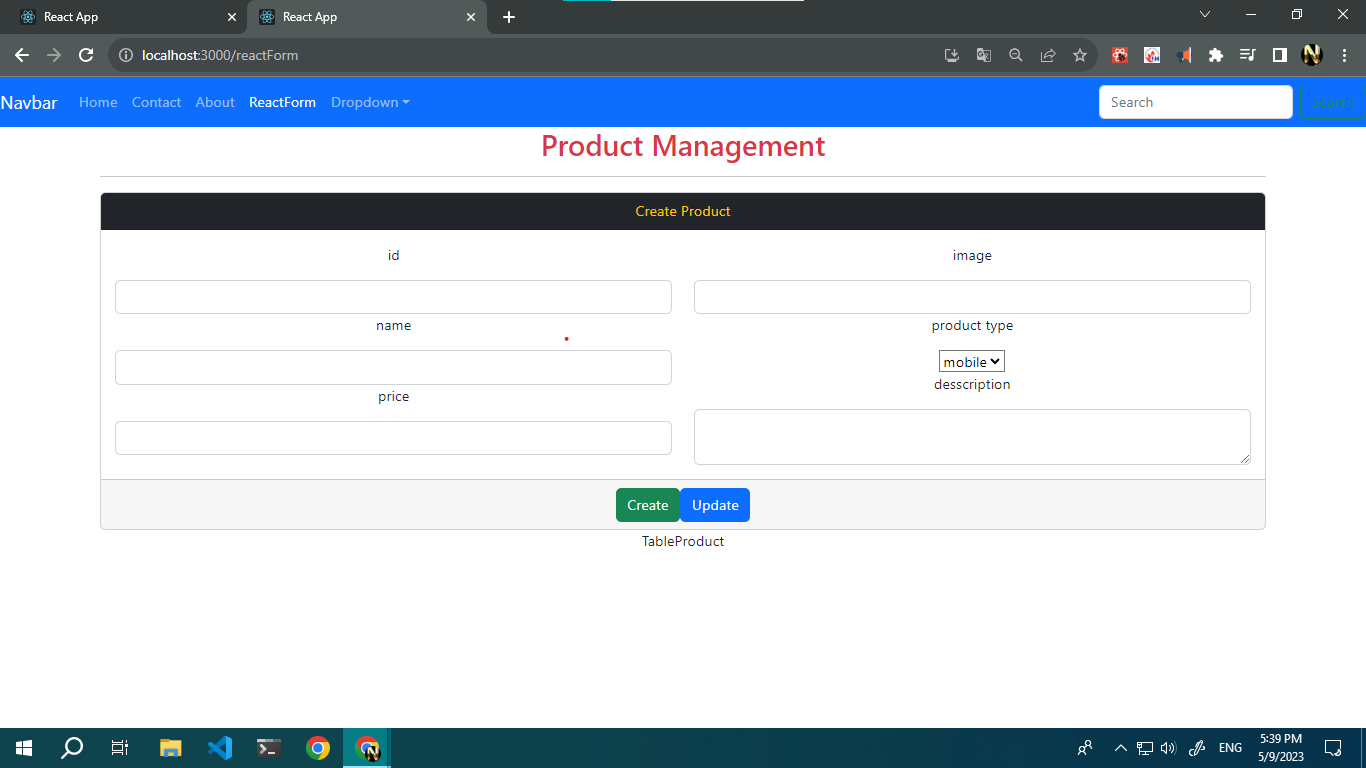 React App
React App
localhost:3000/reactForm
Navbar Home Contact About ReactForm Dropdown Search Search
Product Management
Create Product
id image
name product type
mobile
price desscription
Create Update
TableProduct
ENG 5:39 PM
5/9/2023